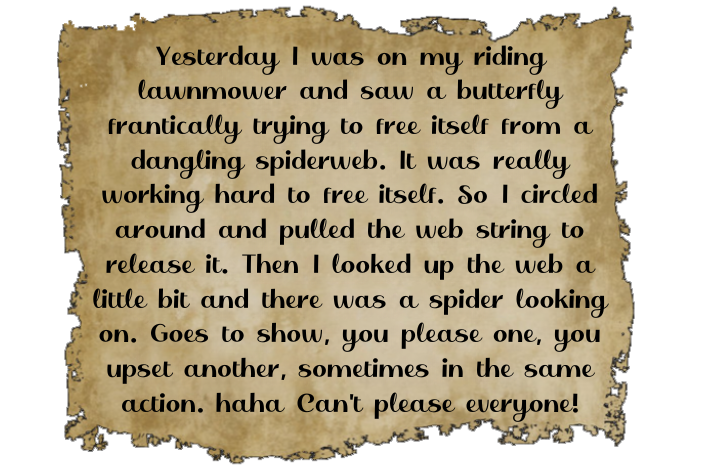 Yesterday I was on my riding
lawnmower and saw a butterfly
frantically trying to free itself from a
dangling spiderweb. It was really
working hard to free itself. So I circled
around and pulled the web string to
release it. Then I looked up the web a
little bit and there was a spider looking
on. Goes to show, you please one, you
upset another, sometimes in the same
action. haha Can't please everyone!